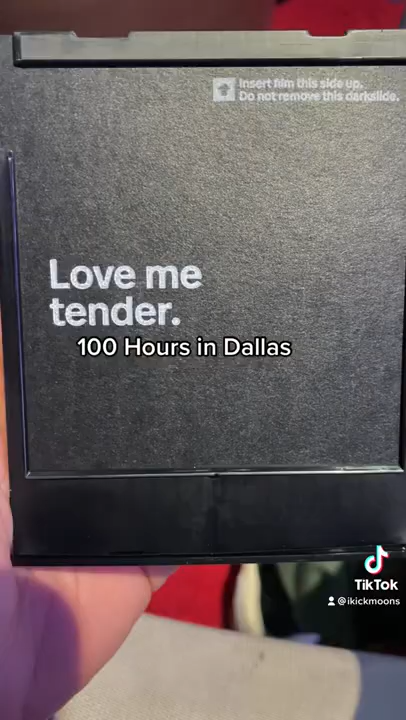 Insert film this side up.
Do not remove this darkslide.
Love me
tender.
100 Hours in Dallas
TikTok
@ikickmoons